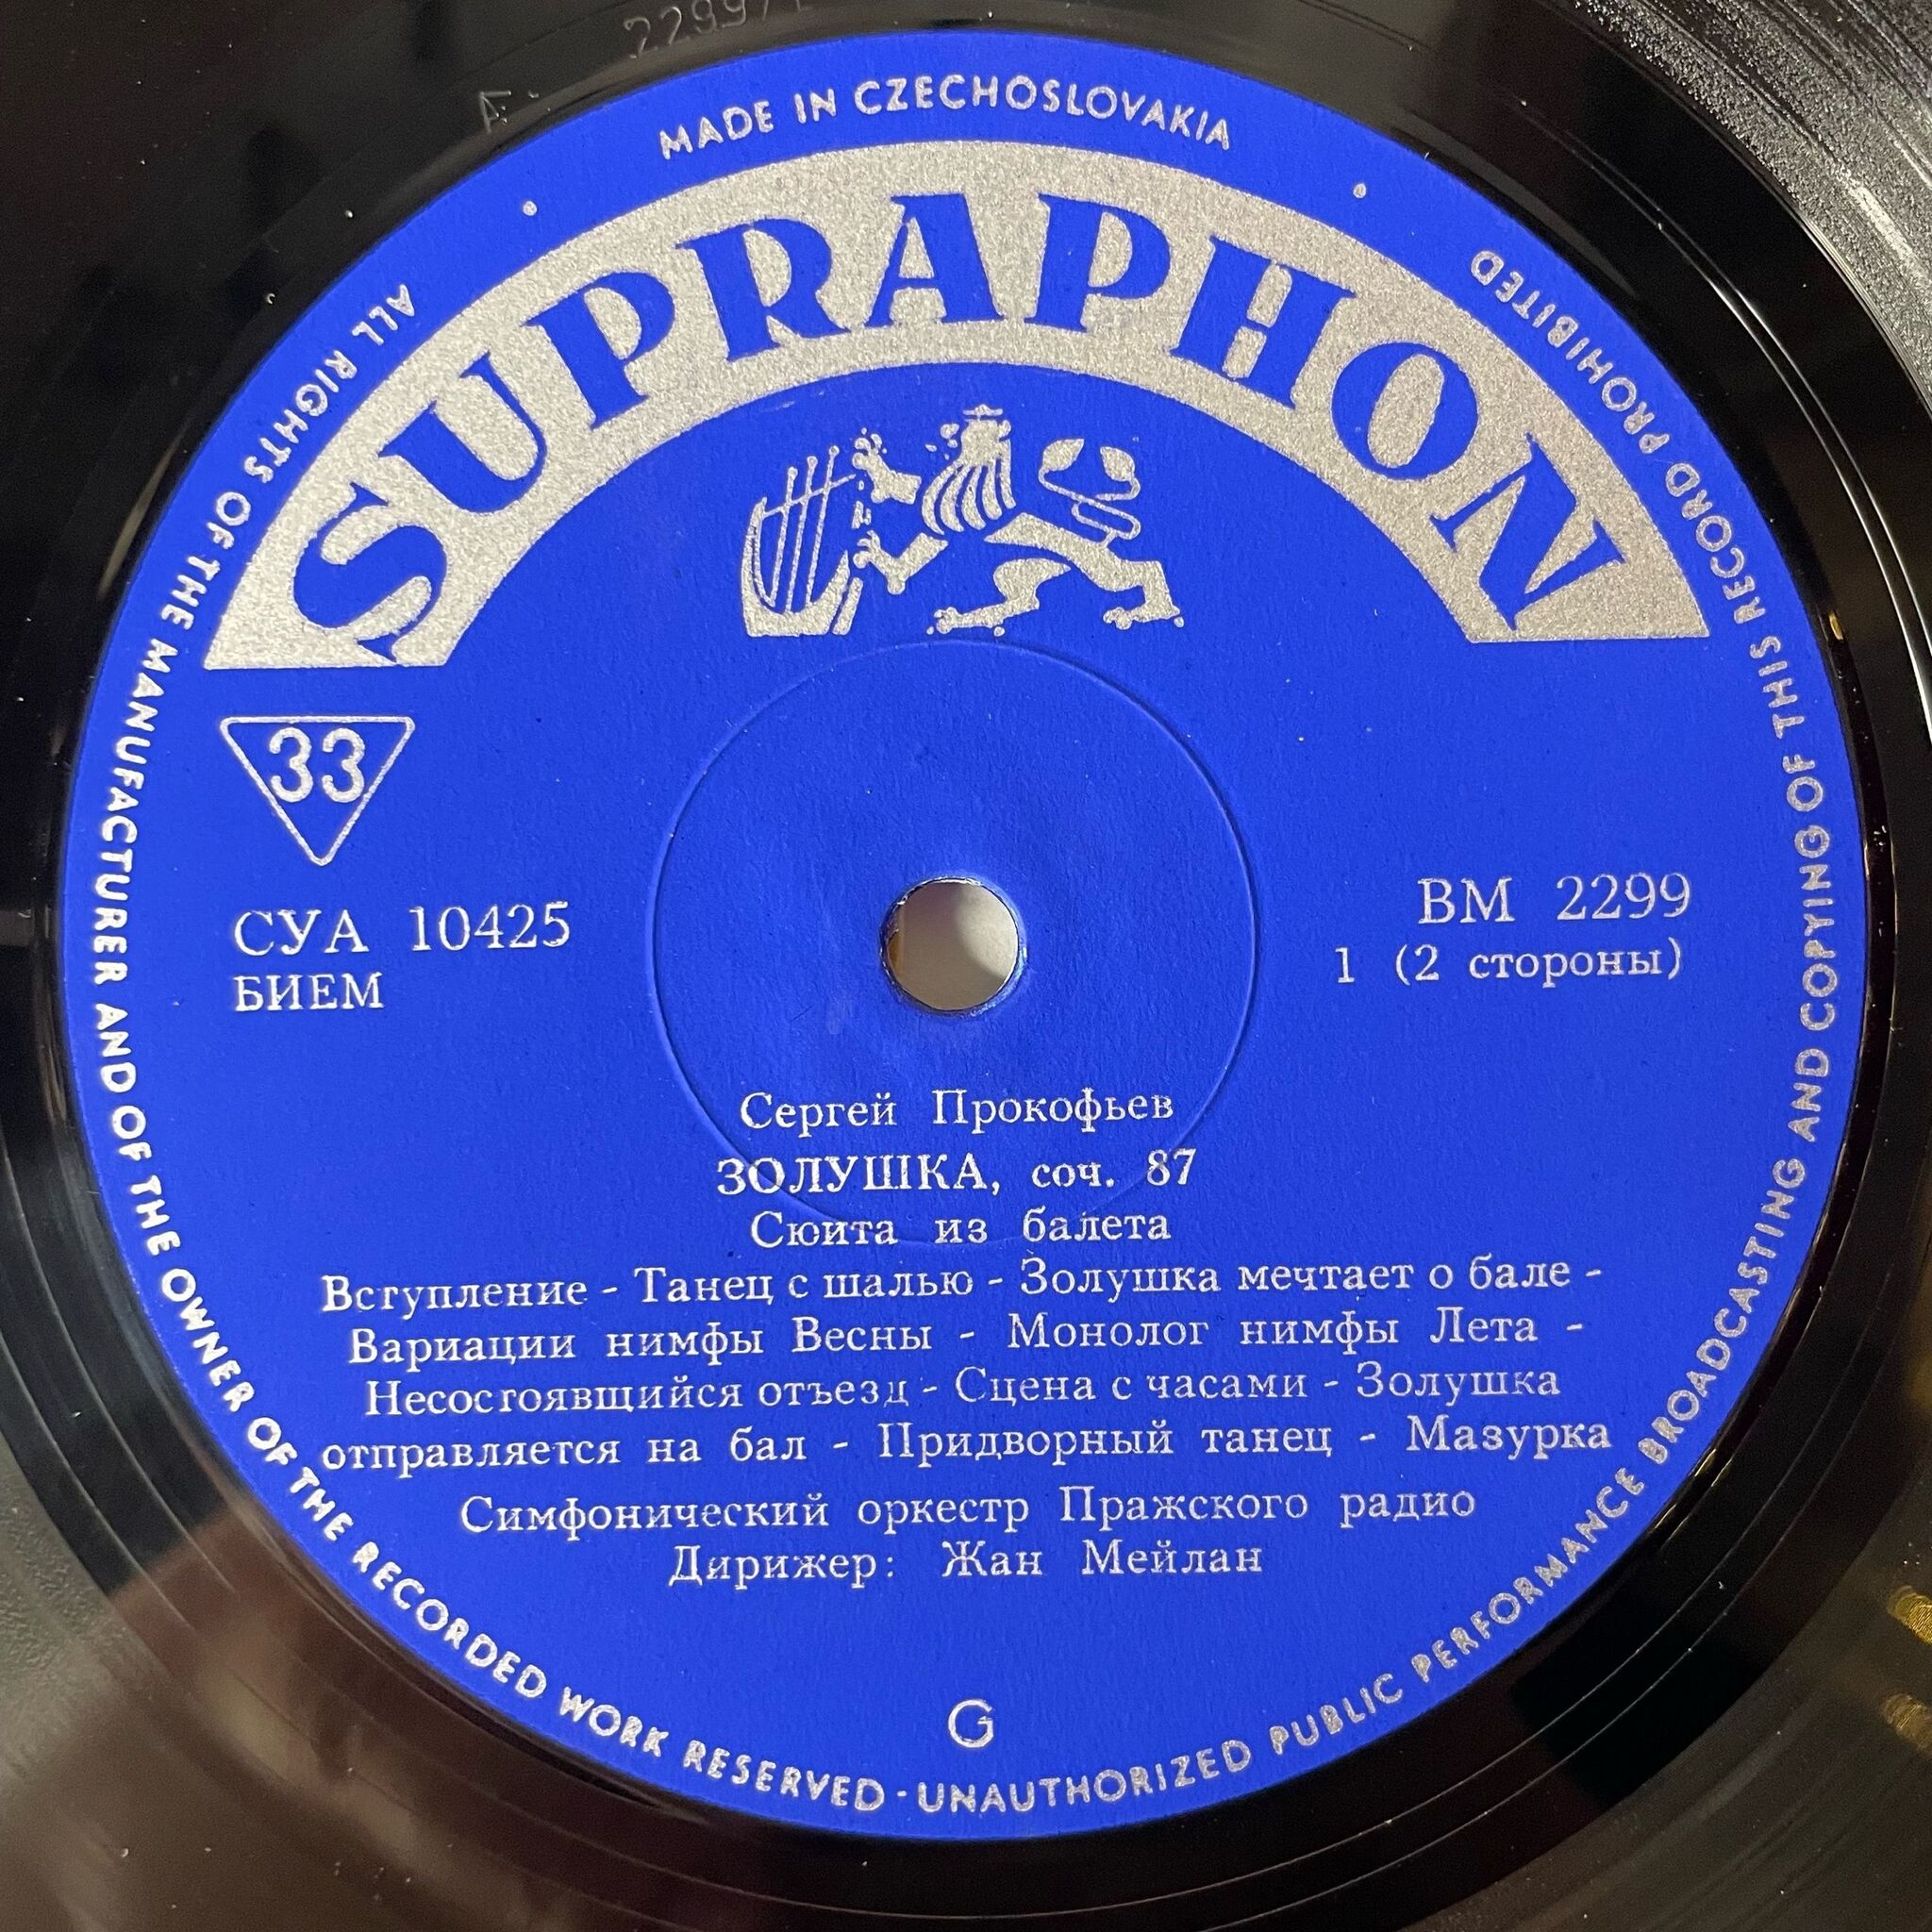 2299/1
A.
MADE IN CZECHOSLOVAKIA
SUPRAPHON
33
СУА 10425
БИЕМ
ВМ 2299
1 (2 стороны)
Сергей Прокофьев
ЗОЛУШКА, соч. 87
Сюита из балета
Вступление - Танец с шалью - Золушка мечтает о бале -
Вариации нимфы Весны - Монолог нимфы Лета -
Несостоявщийся отъезд - Сцена с часами - Золушка
отправляется на бал - Придворный танец - Мазурка
Симфонический оркестр Пражского радио
Дирижер: Жан Мейлан
G
ALL RIGHTS OF THE MANUFACTURER AND OF THE OWNER OF THE RECORDED WORK RESERVED · UNAUTHORIZED PUBLIC PERFORMANCE BROADCASTING AND COPYING OF THIS RECORD PROHIBITED